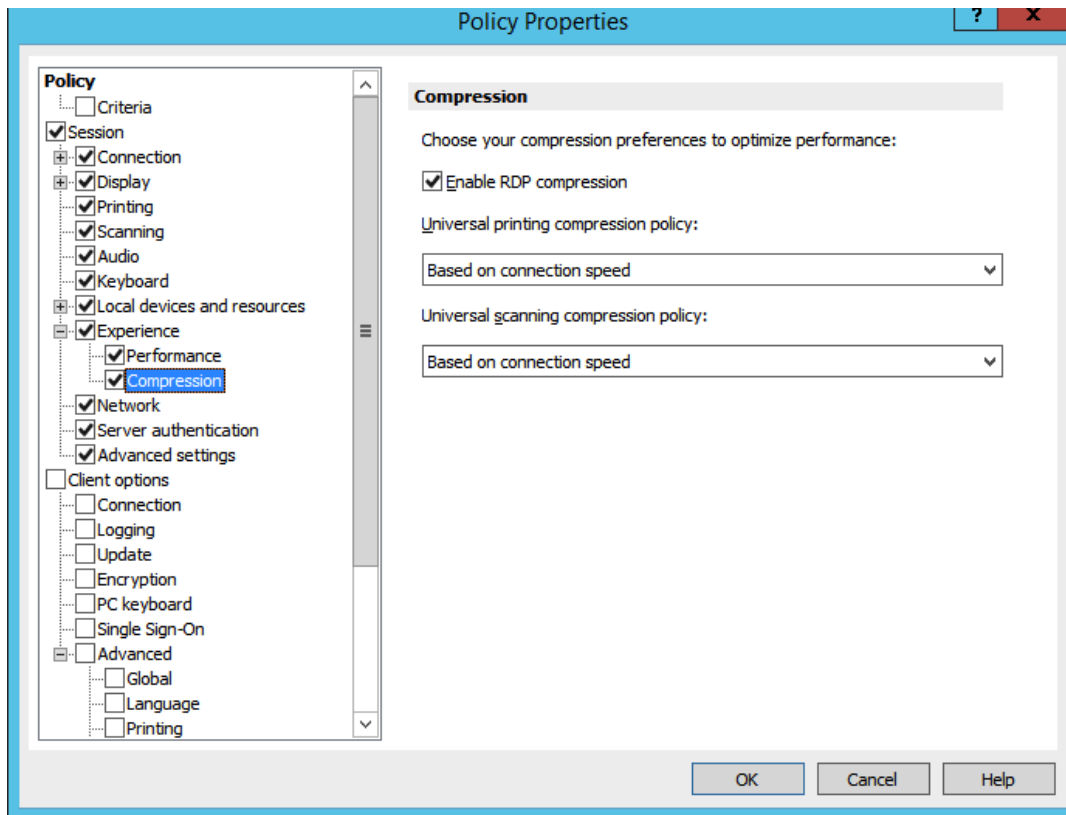 Policy Properties
?
x
Policy
Criteria
Session
Connection
Display
Printing
Scanning
Audio
Keyboard
Local devices and resources
Experience
Performance
Compression
Network
Server authentication
Advanced settings
Client options
Connection
Logging
Update
Encryption
PC keyboard
Single Sign-On
Advanced
Global
Language
Printing
Compression
Choose your compression preferences to optimize performance:
Enable RDP compression
Universal printing compression policy:
Based on connection speed
Universal scanning compression policy:
Based on connection speed
OK
Cancel
Help